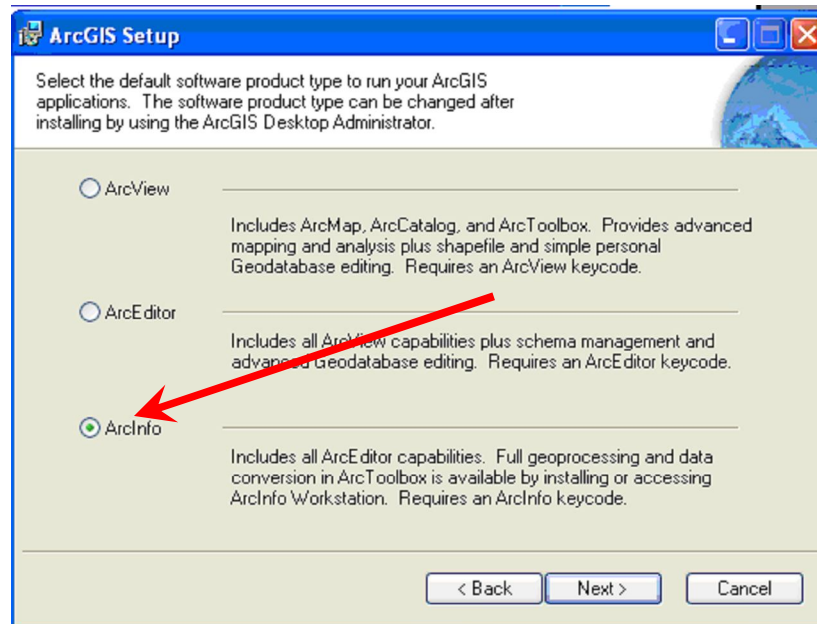 ArcGIS Setup
Select the default software product type to run your ArcGIS
applications. The software product type can be changed after
installing by using the ArcGIS Desktop Administrator.
ArcView
Includes ArcMap, ArcCatalog, and ArcToolbox. Provides advanced
mapping and analysis plus shapefile and simple personal
Geodatabase editing. Requires an ArcView keycode.
ArcEditor
Includes all ArcView capabilities plus schema management and
advanced Geodatabase editing. Requires an ArcEditor keycode.
ArcInfo
Includes all ArcEditor capabilities. Full geoprocessing and data
conversion in ArcToolbox is available by installing or accessing
ArcInfo Workstation. Requires an ArcInfo keycode.
< Back Next > Cancel